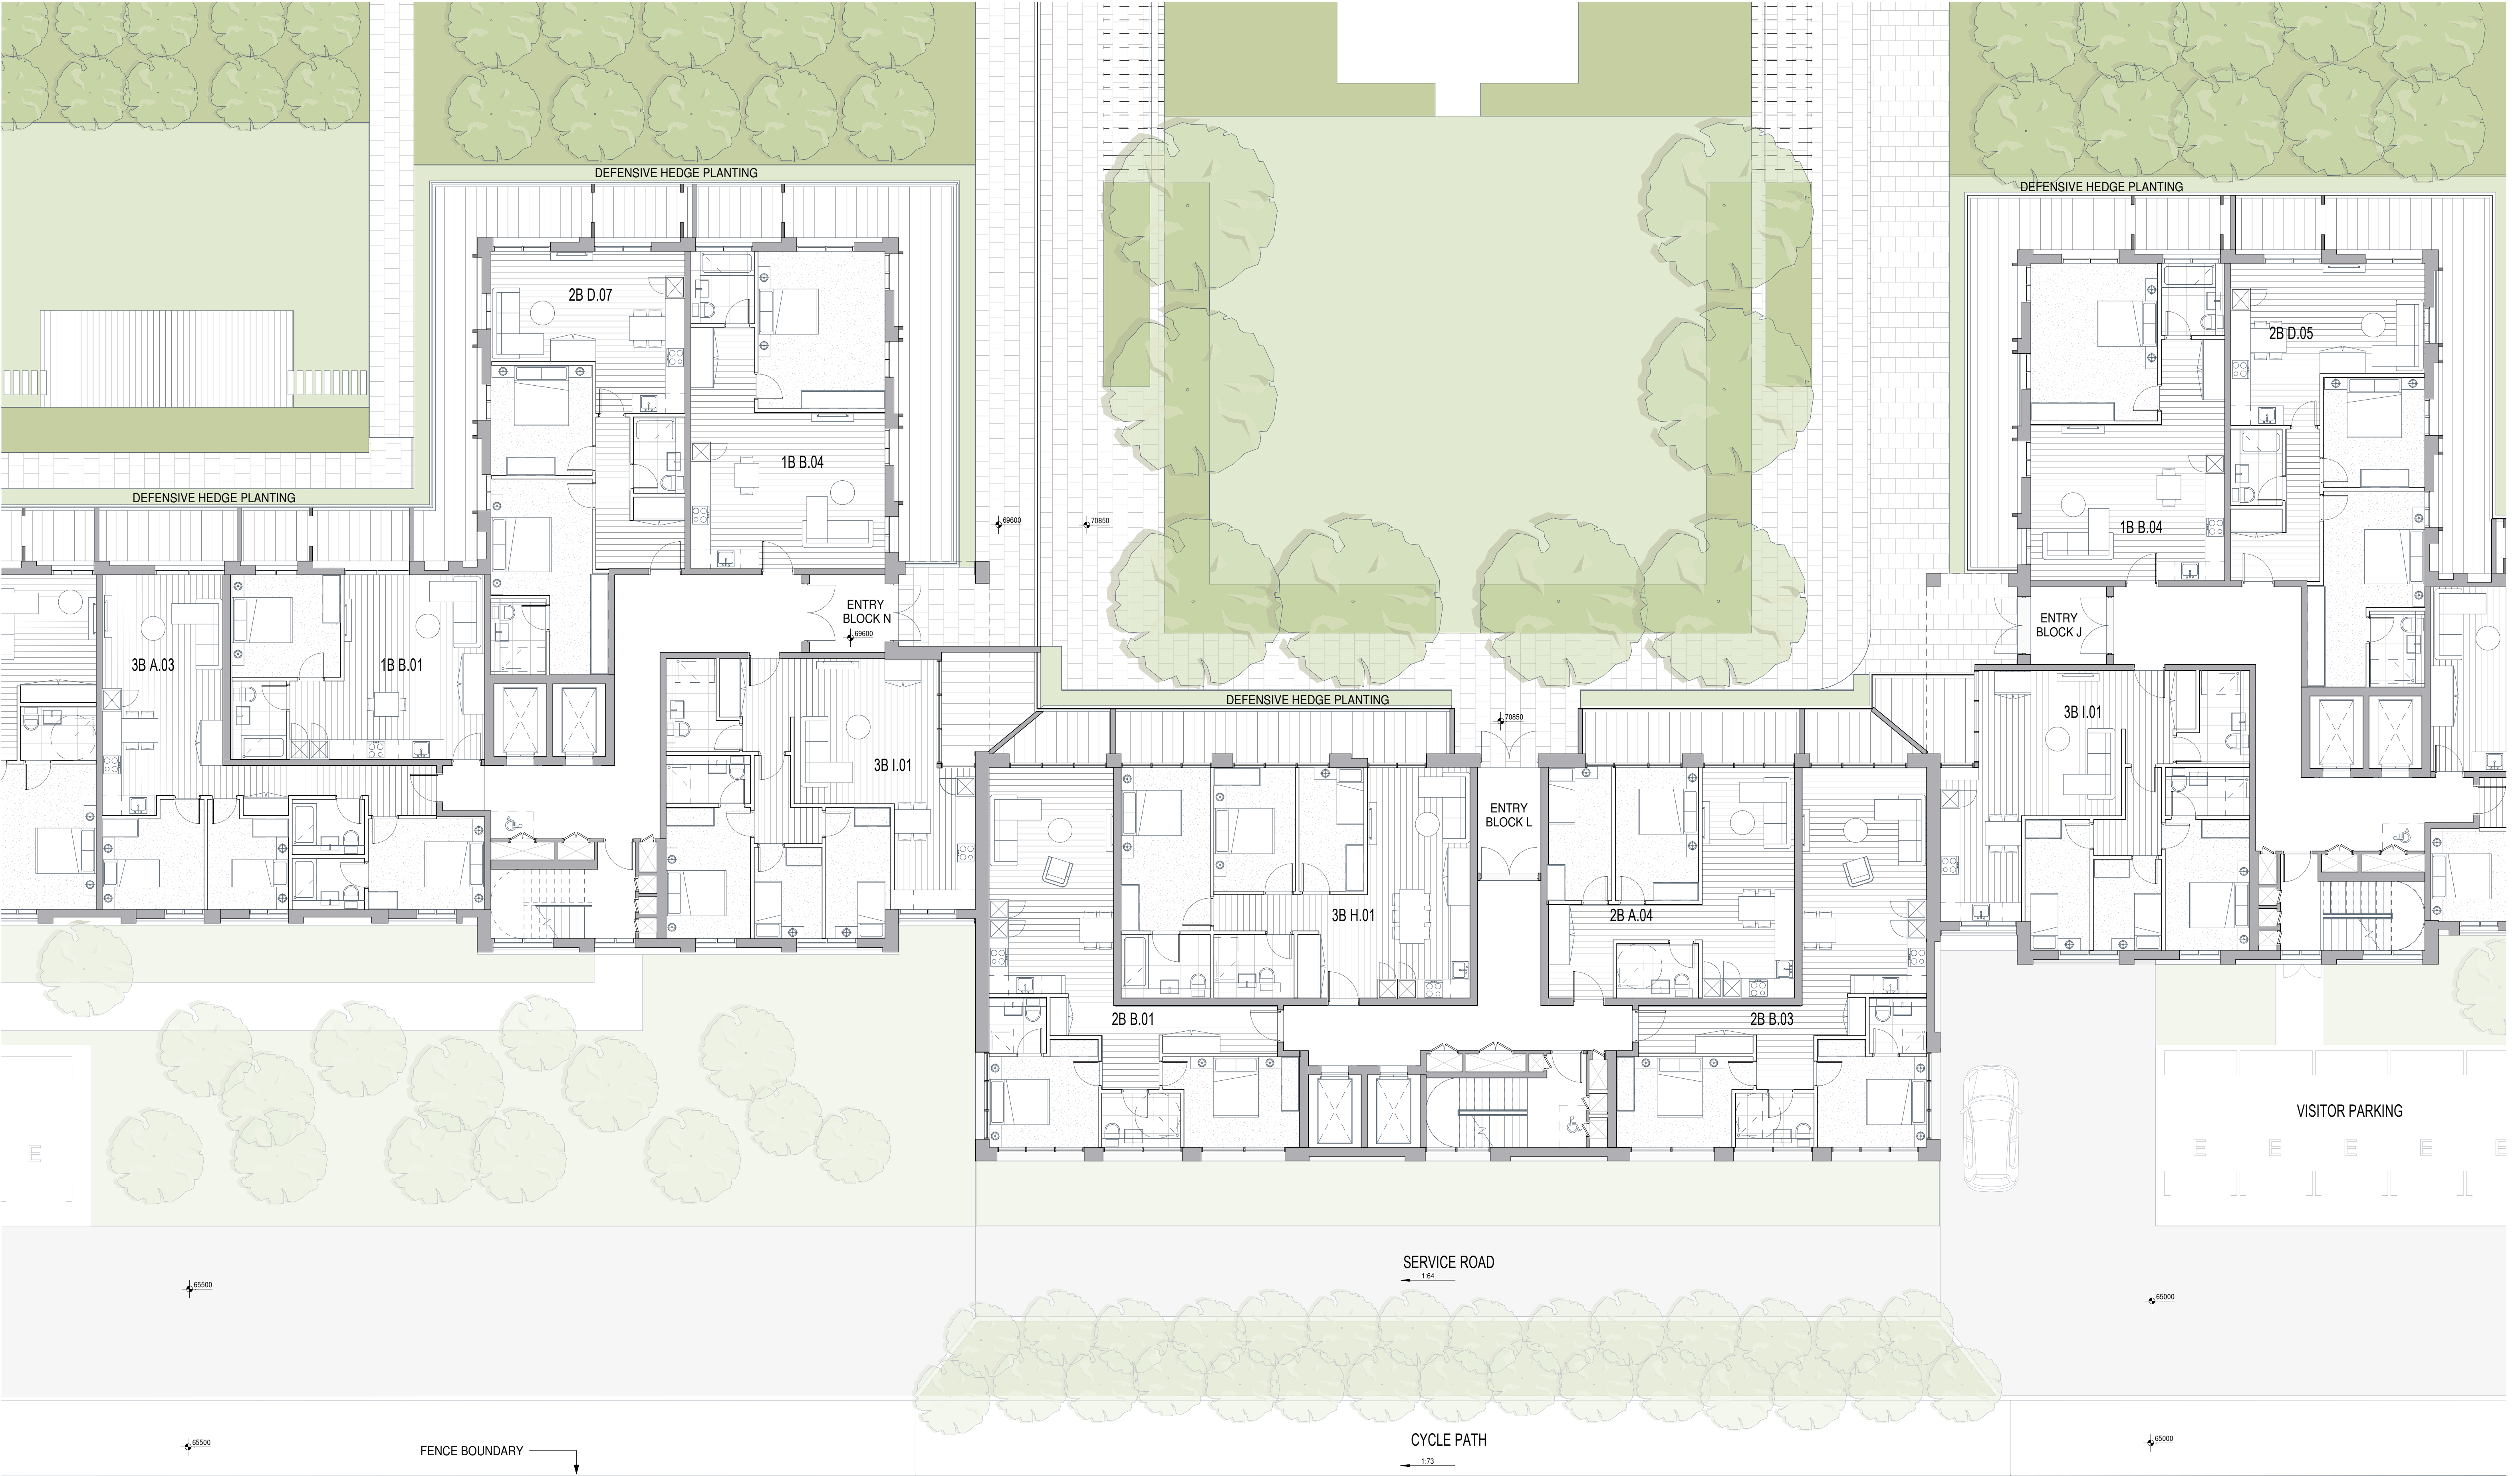 DEFENSIVE HEDGE PLANTING
DEFENSIVE HEDGE PLANTING
2B D.07
2B D.05
1B B.04
DEFENSIVE HEDGE PLANTING
69600
70850
1B B.04
ENTRY
BLOCK N
69600
ENTRY
BLOCK J
3B A.03
1B B.01
DEFENSIVE HEDGE PLANTING
70850
3B I.01
3B I.01
ENTRY
BLOCK L
3B H.01
2B A.04
2B B.01
2B B.03
VISITOR PARKING
E
E
E
E
E
E
SERVICE ROAD
1:64
65500
65000
CYCLE PATH
1:73
65500
FENCE BOUNDARY
65000